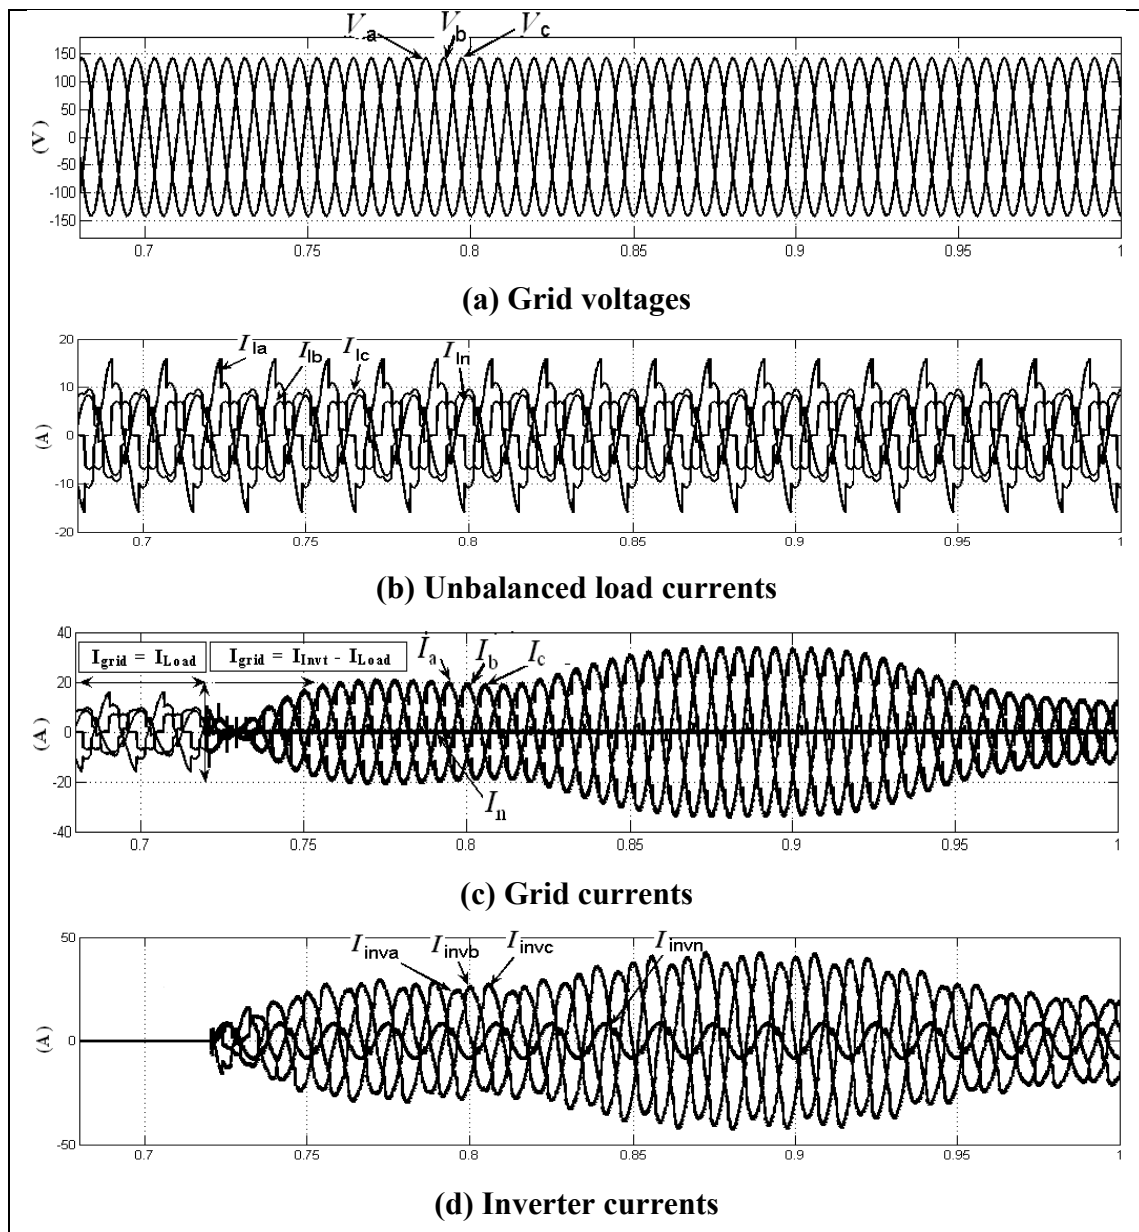 V_a V_b V_c
150
100
50
0
-50
-100
-150
(V)
0.7 0.75 0.8 0.85 0.9 0.95 1
(a) Grid voltages
20
10
0
-10
-20
(A)
I_la I_lb I_lc I_ln
0.7 0.75 0.8 0.85 0.9 0.95 1
(b) Unbalanced load currents
40
20
0
-20
-40
(A)
I_grid = I_Load I_grid = I_Invt - I_Load I_a I_b I_c
I_n
0.7 0.75 0.8 0.85 0.9 0.95 1
(c) Grid currents
50
0
-50
(A)
I_inva I_invb I_invc I_invn
0.7 0.75 0.8 0.85 0.9 0.95 1
(d) Inverter currents